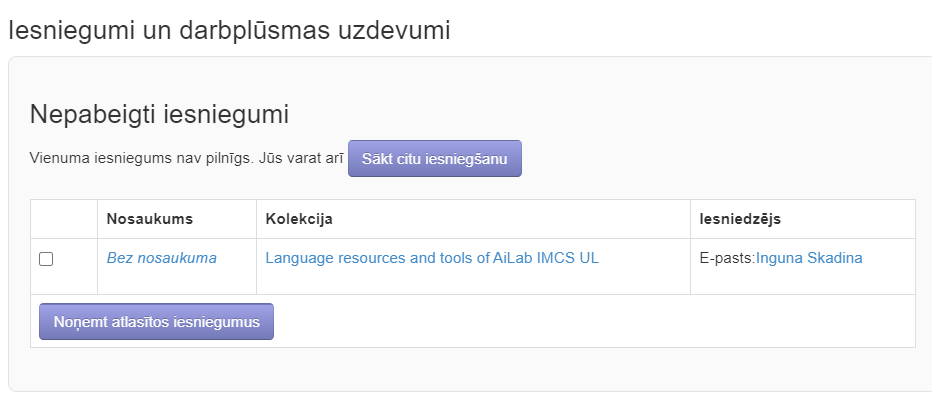 Iesniegumi un darbplūsmas uzdevumi
Nepabeigti iesniegumi
Vienuma iesniegums nav pilnīgs. Jūs varat arī Sākt citu iesniegšanu
Nosaukums Kolekcija Iesniedzējs
Bez nosaukuma Language resources and tools of AiLab IMCS UL E-pasts:Inguna Skadina
Noņemt atlasītos iesniegumus